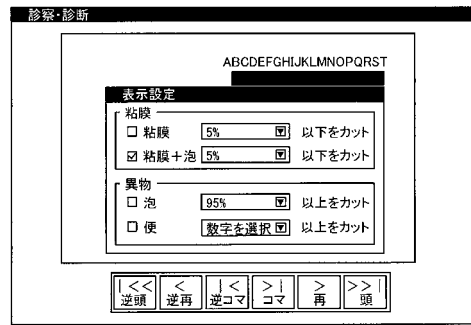 診察・診断
ABCDEFGHIJKLMNOPQRST
表示設定
粘膜
粘膜 5% 以下をカット
粘膜+泡 5% 以下をカット
異物
泡 95% 以上をカット
便 数字を選択 以上をカット
|<< < |< >| > >>|
逆頭 逆再 逆コマ コマ 再 頭